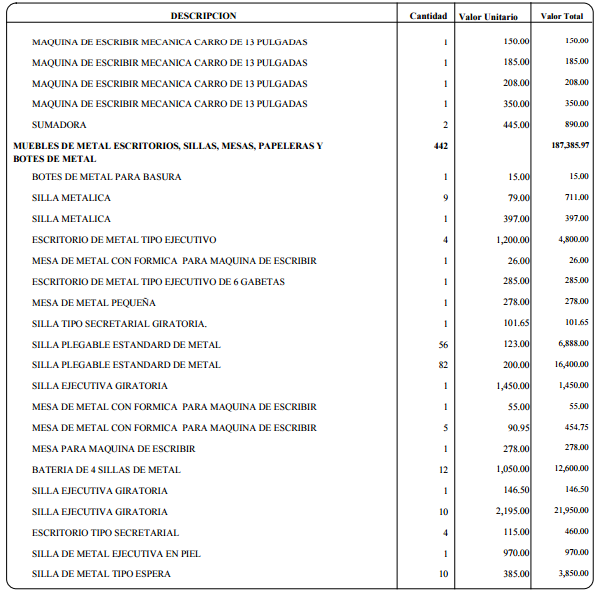 DESCRIPCION Cantidad Valor Unitario Valor Total
MAQUINA DE ESCRIBIR MECANICA CARRO DE 13 PULGADAS 1 150.00 150.00
MAQUINA DE ESCRIBIR MECANICA CARRO DE 13 PULGADAS 1 185.00 185.00
MAQUINA DE ESCRIBIR MECANICA CARRO DE 13 PULGADAS 1 208.00 208.00
MAQUINA DE ESCRIBIR MECANICA CARRO DE 13 PULGADAS 1 350.00 350.00
SUMADORA 2 445.00 890.00
MUEBLES DE METAL ESCRITORIOS, SILLAS, MESAS, PAPELERAS Y 442 187,385.97
BOTES DE METAL
BOTES DE METAL PARA BASURA 1 15.00 15.00
SILLA METALICA 9 79.00 711.00
SILLA METALICA 1 397.00 397.00
ESCRITORIO DE METAL TIPO EJECUTIVO 4 1,200.00 4,800.00
MESA DE METAL CON FORMICA PARA MAQUINA DE ESCRIBIR 1 26.00 26.00
ESCRITORIO DE METAL TIPO EJECUTIVO DE 6 GABETAS 1 285.00 285.00
MESA DE METAL PEQUEÑA 1 278.00 278.00
SILLA TIPO SECRETARIAL GIRATORIA. 1 101.65 101.65
SILLA PLEGABLE ESTANDARD DE METAL 56 123.00 6,888.00
SILLA PLEGABLE ESTANDARD DE METAL 82 200.00 16,400.00
SILLA EJECUTIVA GIRATORIA 1 1,450.00 1,450.00
MESA DE METAL CON FORMICA PARA MAQUINA DE ESCRIBIR 1 55.00 55.00
MESA DE METAL CON FORMICA PARA MAQUINA DE ESCRIBIR 5 90.95 454.75
MESA PARA MAQUINA DE ESCRIBIR 1 278.00 278.00
BATERIA DE 4 SILLAS DE METAL 12 1,050.00 12,600.00
SILLA EJECUTIVA GIRATORIA 1 146.50 146.50
SILLA EJECUTIVA GIRATORIA 10 2,195.00 21,950.00
ESCRITORIO TIPO SECRETARIAL 4 115.00 460.00
SILLA DE METAL EJECUTIVA EN PIEL 1 970.00 970.00
SILLA DE METAL TIPO ESPERA 10 385.00 3,850.00